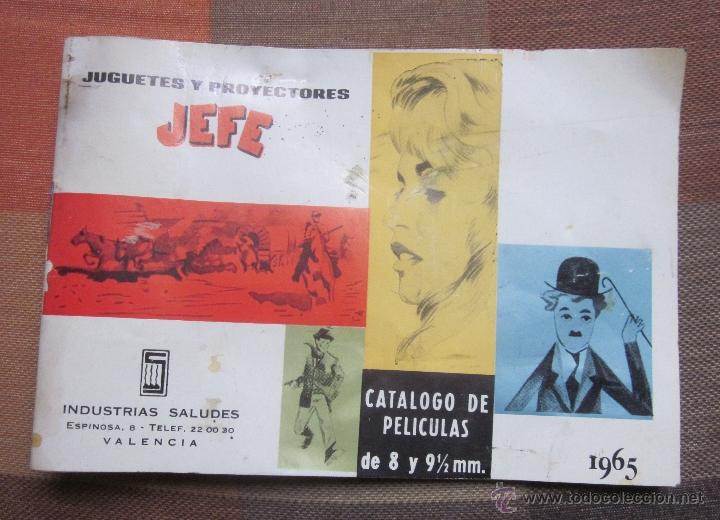 JUGUETES Y PROYECTORES
JEFE
INDUSTRIAS SALUDES
ESPINOSA, 8 - TELEF. 22 00 30
VALENCIA
CATALOGO DE
PELICULAS
de 8 y 9½ mm.
1965
© www.todocoleccion.net